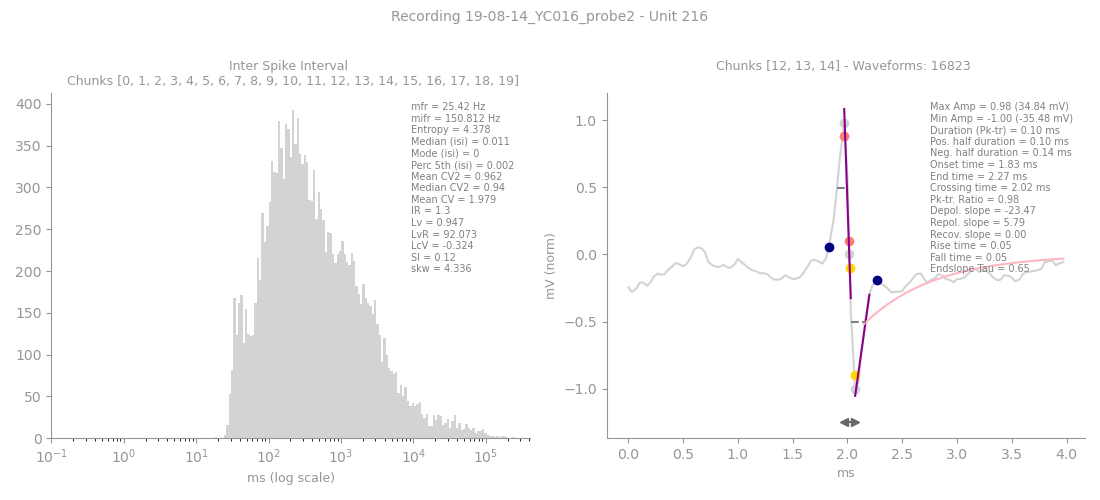 Recording 19-08-14_YC016_probe2 - Unit 216
Inter Spike Interval
Chunks [0, 1, 2, 3, 4, 5, 6, 7, 8, 9, 10, 11, 12, 13, 14, 15, 16, 17, 18, 19]
400
350
300
250
200
150
100
50
0
mfr = 25.42 Hz
mifr = 150.812 Hz
Entropy = 4.378
Median (isi) = 0.011
Mode (isi) = 0
Perc 5th (isi) = 0.002
Mean CV2 = 0.962
Median CV2 = 0.94
Mean CV = 1.979
IR = 1.3
Lv = 0.947
LvR = 92.073
LcV = -0.324
SI = 0.12
skw = 4.336
10⁻¹ 10⁰ 10¹ 10² 10³ 10⁴ 10⁵
ms (log scale)
Chunks [12, 13, 14] - Waveforms: 16823
mV (norm)
1.0
0.5
0.0
−0.5
−1.0
Max Amp = 0.98 (34.84 mV)
Min Amp = -1.00 (-35.48 mV)
Duration (Pk-tr) = 0.10 ms
Pos. half duration = 0.10 ms
Neg. half duration = 0.14 ms
Onset time = 1.83 ms
End time = 2.27 ms
Crossing time = 2.02 ms
Pk-tr. Ratio = 0.98
Depol. slope = -23.47
Repol. slope = 5.79
Recov. slope = 0.00
Rise time = 0.05
Fall time = 0.05
Endslope Tau = 0.65
0.0 0.5 1.0 1.5 2.0 2.5 3.0 3.5 4.0
ms